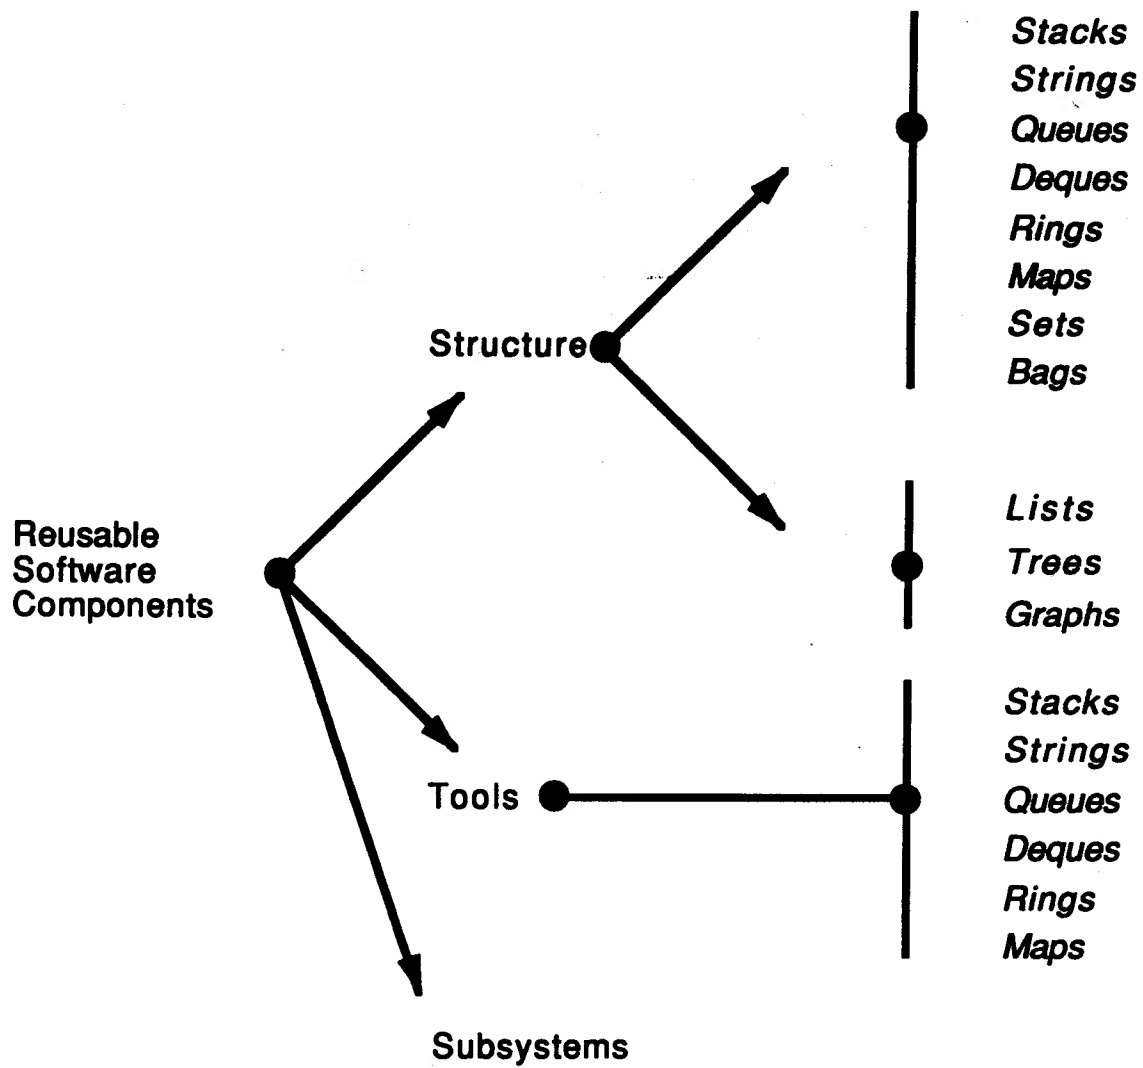 Stacks
Strings
Queues
Deques
Rings
Maps
Sets
Bags
Structure
Lists
Trees
Graphs
Reusable
Software
Components
Stacks
Strings
Queues
Deques
Rings
Maps
Tools
Subsystems